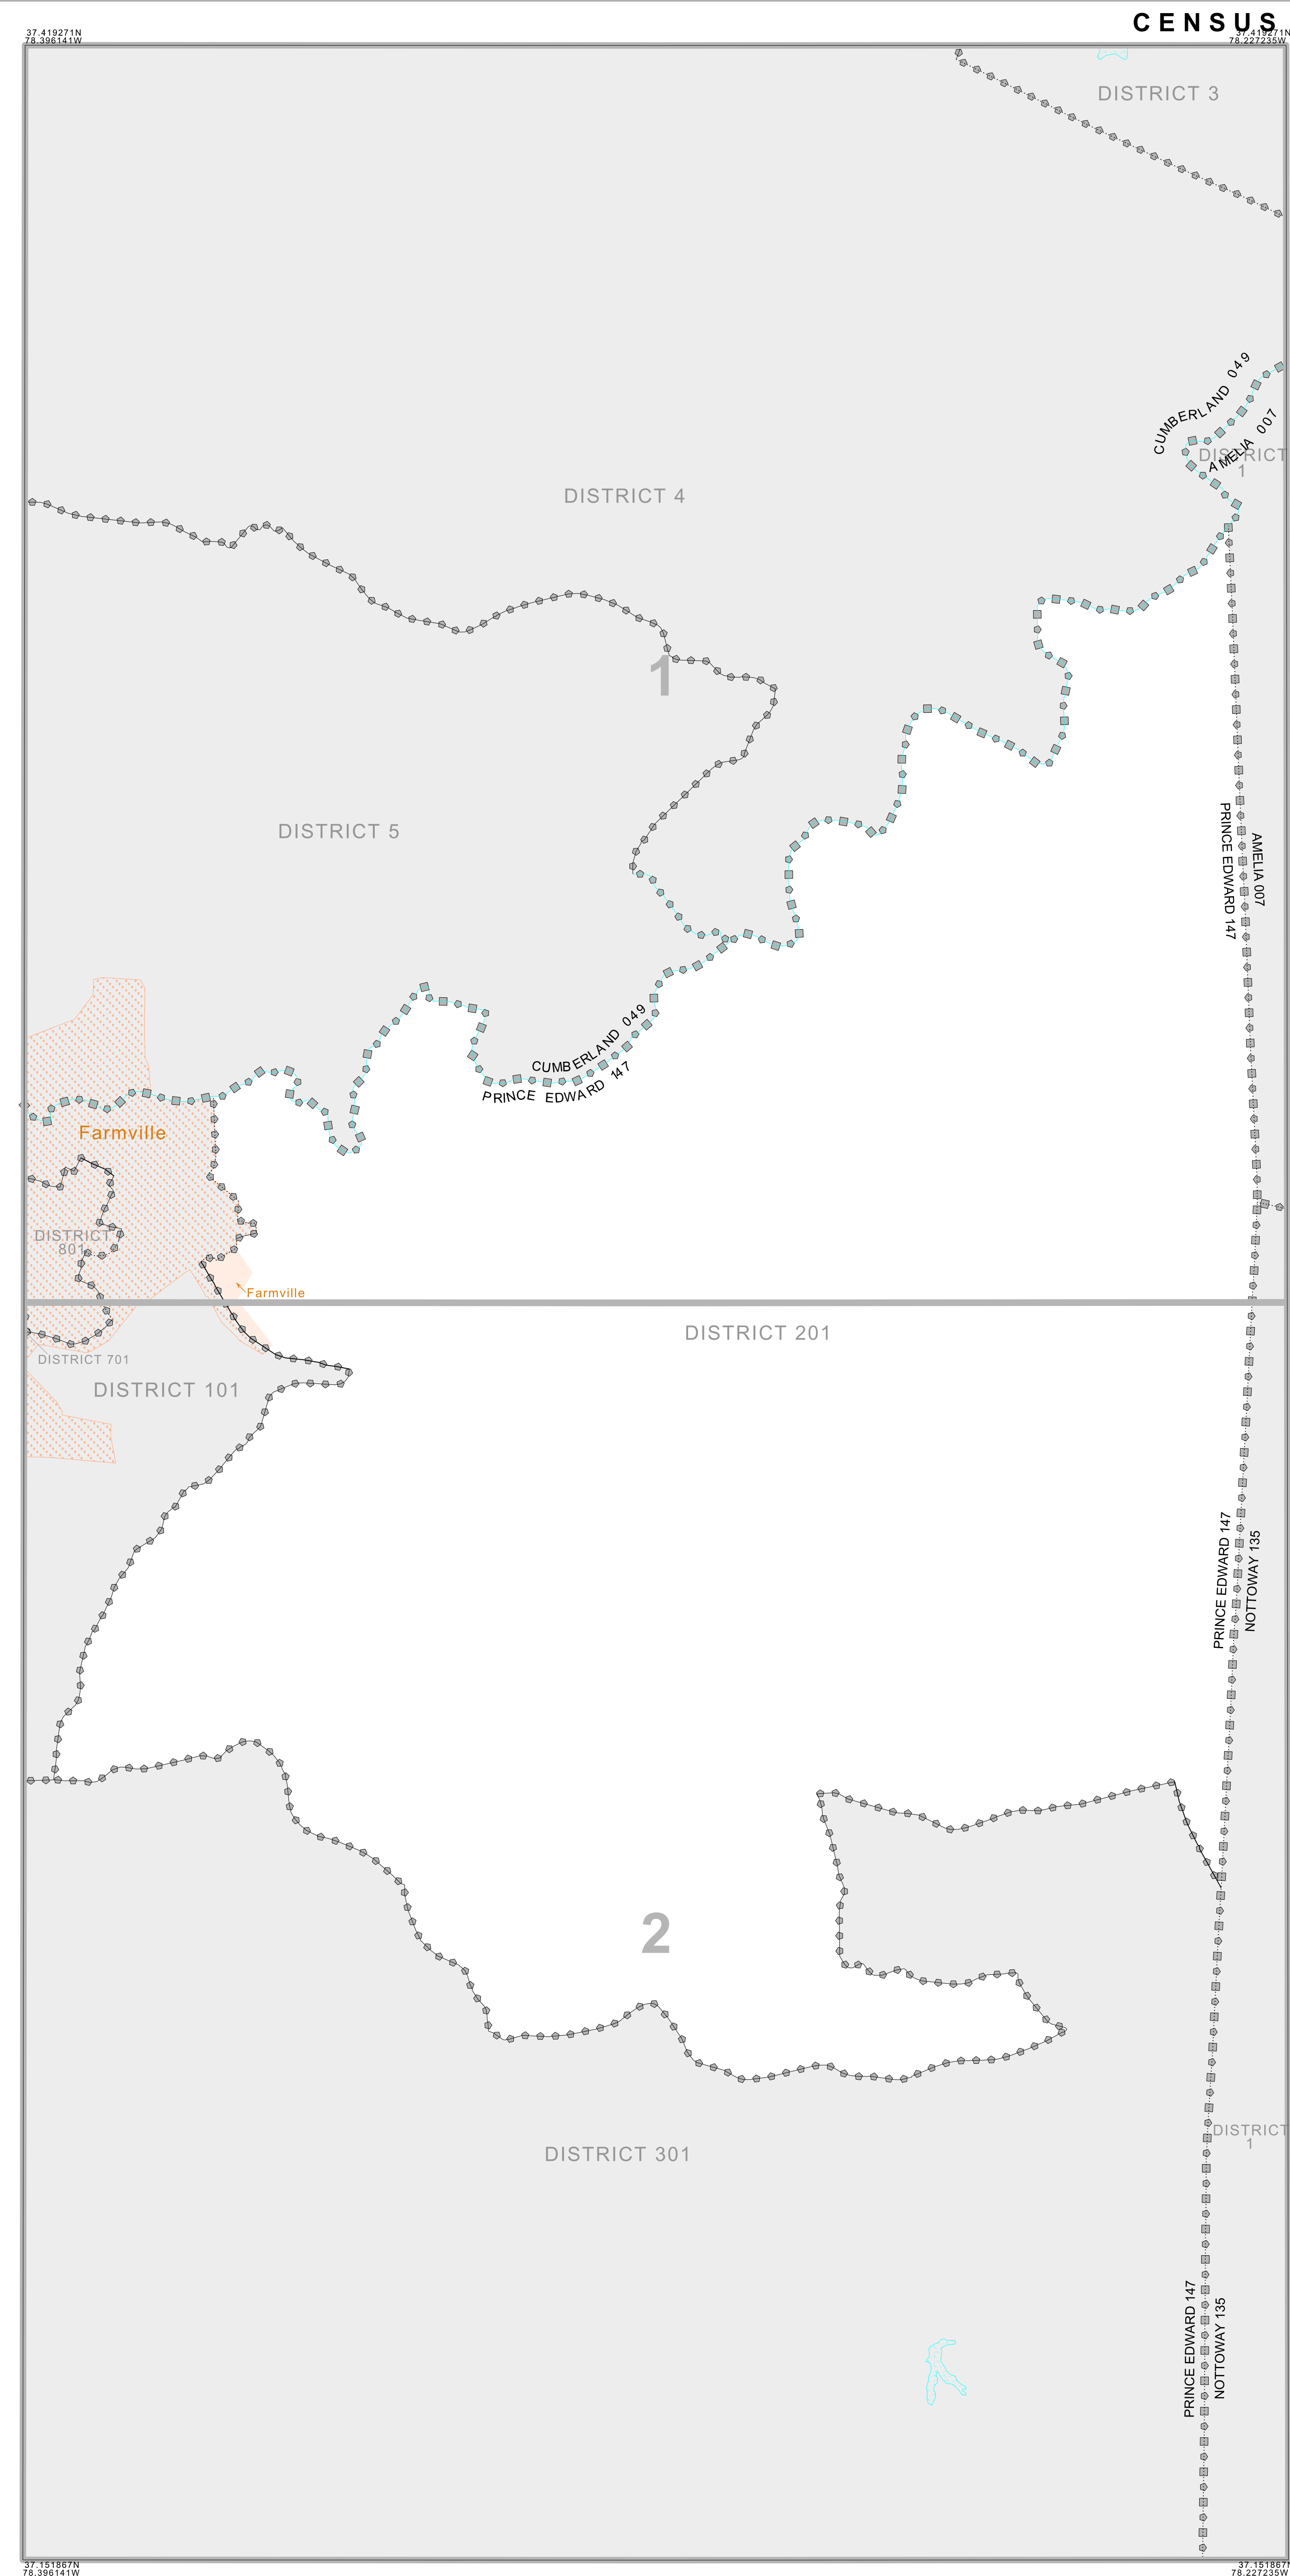 CENSUS
37.419271N
78.396141W
37.419271N
78.227235W
DISTRICT 3
CUMBERLAND 049
AMELIA 007
DISTRICT
1
DISTRICT 4
1
DISTRICT 5
PRINCE EDWARD 147
AMELIA 007
CUMBERLAND 049
PRINCE EDWARD 147
Farmville
DISTRICT
801
Farmville
DISTRICT 201
DISTRICT 701
DISTRICT 101
PRINCE EDWARD 147
NOTTOWAY 135
2
DISTRICT
1
DISTRICT 301
PRINCE EDWARD 147
NOTTOWAY 135
37.151867N
78.396141W
37.151867N
78.227235W